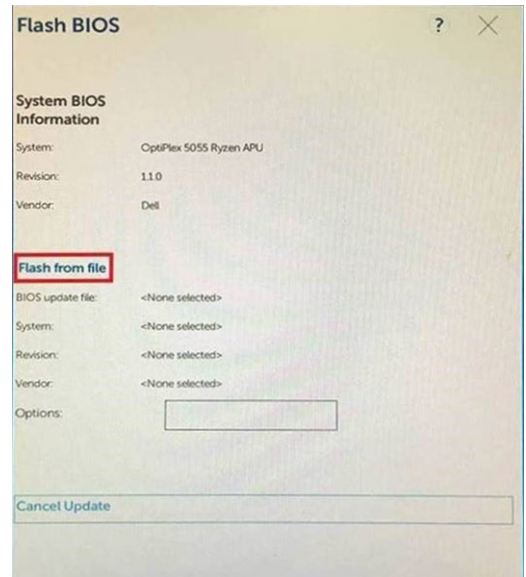 Flash BIOS ?
System BIOS
Information
System: OptiPlex 5055 Ryzen APU
Revision: 1.1.0
Vendor: Dell
Flash from file
BIOS update file: <None selected>
System: <None selected>
Revision: <None selected>
Vendor: <None selected>
Options:
Cancel Update